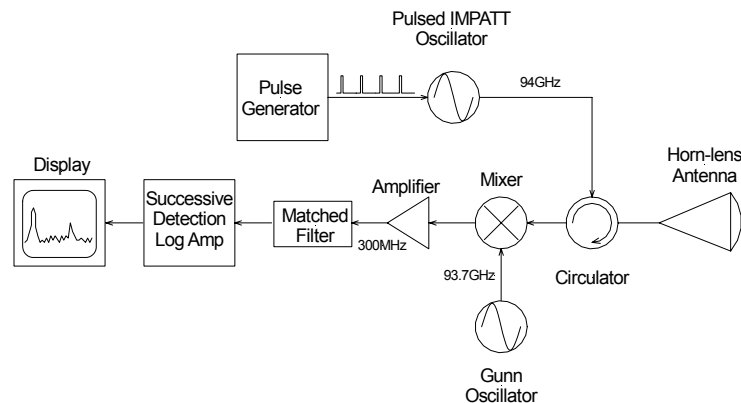 Pulsed IMPATT
Oscillator
Pulse
Generator
94GHz
Horn-lens
Antenna
Display
Successive
Detection
Log Amp
Matched
Filter
300MHz
Amplifier
Mixer
93.7GHz
Circulator
Gunn
Oscillator